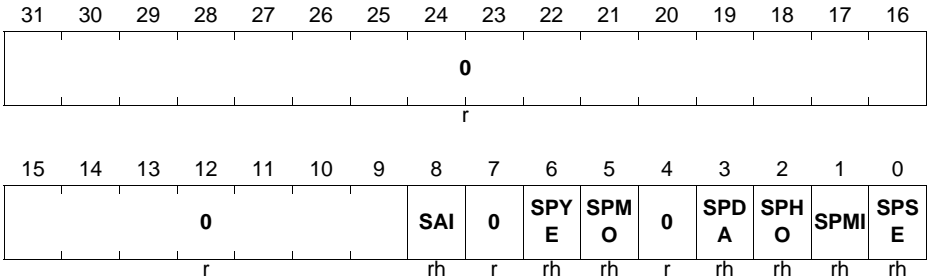 31 30 29 28 27 26 25 24 23 22 21 20 19 18 17 16
0
r
15 14 13 12 11 10 9 8 7 6 5 4 3 2 1 0
0 SAI 0 SPY SPM 0 SPD SPH SPMI SPS
E O A O E
r rh r rh rh r rh rh rh rh